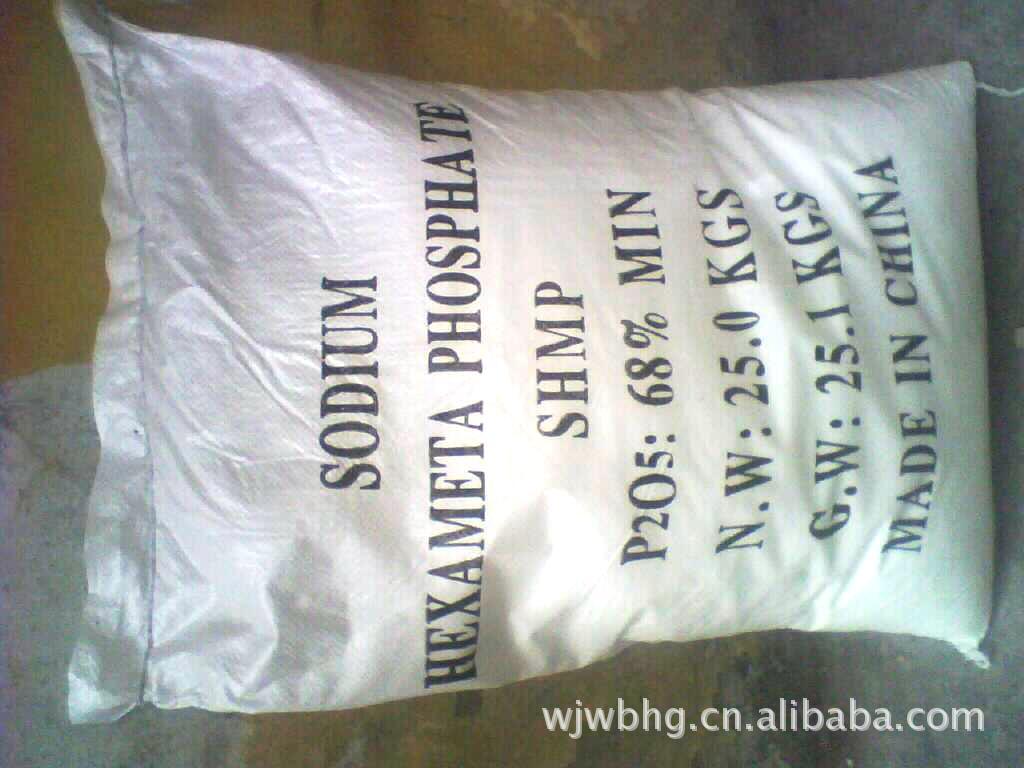 SODIUM
HEXAMETA PHOSPHATE
SHMP
P2O5: 68% MIN
N.W: 25.0 KGS
G.W: 25.1 KGS
MADE IN CHINA
wjwbhg.cn.alibaba.com